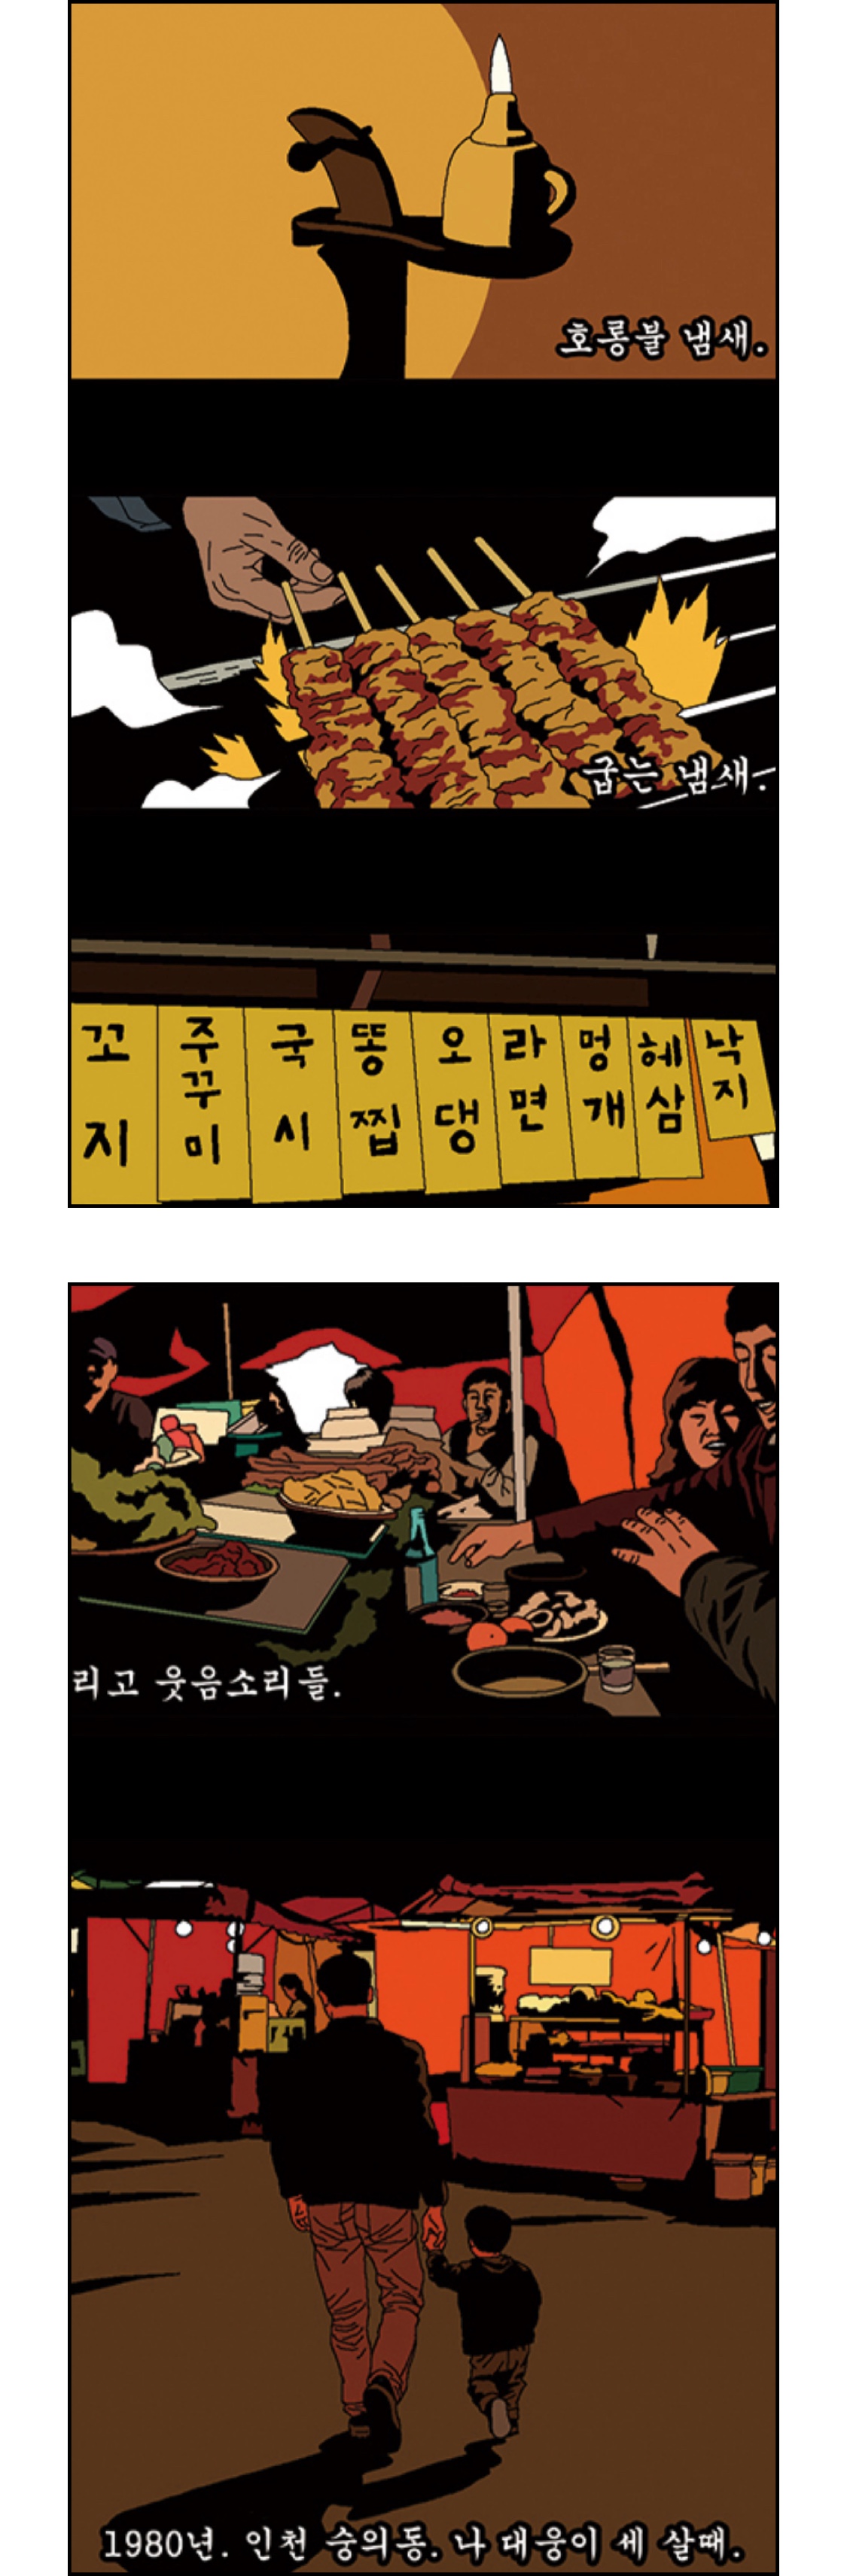 호롱불 냄새.
굽는 냄새.
꼬지
주꾸미
국시
똥찝
오댕
라면
멍개
헤삼
낙지
리고 웃음소리들.
1980년. 인천 숭의동. 나 대웅이 세 살때.